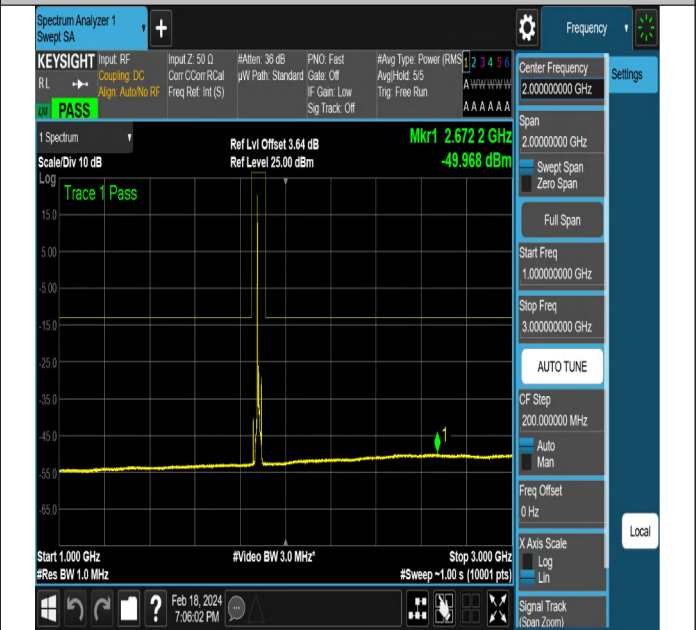 Spectrum Analyzer 1
Swept SA
Frequency
KEYSIGHT
RL
PASS
Input: RF
Coupling: DC
Align: Auto/No RF
Input Z: 50 Ω
Corr CCorr RCal
Freq Ref: Int (S)
#Atten: 36 dB
µW Path: Standard
PNO: Fast
Gate: Off
IF Gain: Low
Sig Track: Off
#Avg Type: Power (RMS
Avg|Hold: 5/5
Trig: Free Run
1 2 3 4 5 6
A W W W W W
A A A A A A
1 Spectrum
Scale/Div 10 dB
Log
Ref Lvl Offset 3.64 dB
Ref Level 25.00 dBm
Mkr1 2.672 2 GHz
-49.968 dBm
Trace 1 Pass
15.0
5.00
-5.00
-15.0
-25.0
-35.0
-45.0
-55.0
-65.0
1
Start 1.000 GHz
#Res BW 1.0 MHz
#Video BW 3.0 MHz*
Stop 3.000 GHz
#Sweep ~1.00 s (10001 pts)
Feb 18, 2024
7:06:02 PM
Center Frequency
2.000000000 GHz
Settings
Span
2.00000000 GHz
Swept Span
Zero Span
Full Span
Start Freq
1.000000000 GHz
Stop Freq
3.000000000 GHz
AUTO TUNE
CF Step
200.000000 MHz
Auto
Man
Freq Offset
0 Hz
X Axis Scale
Log
Lin
Local
Signal Track
(Span Zoom)